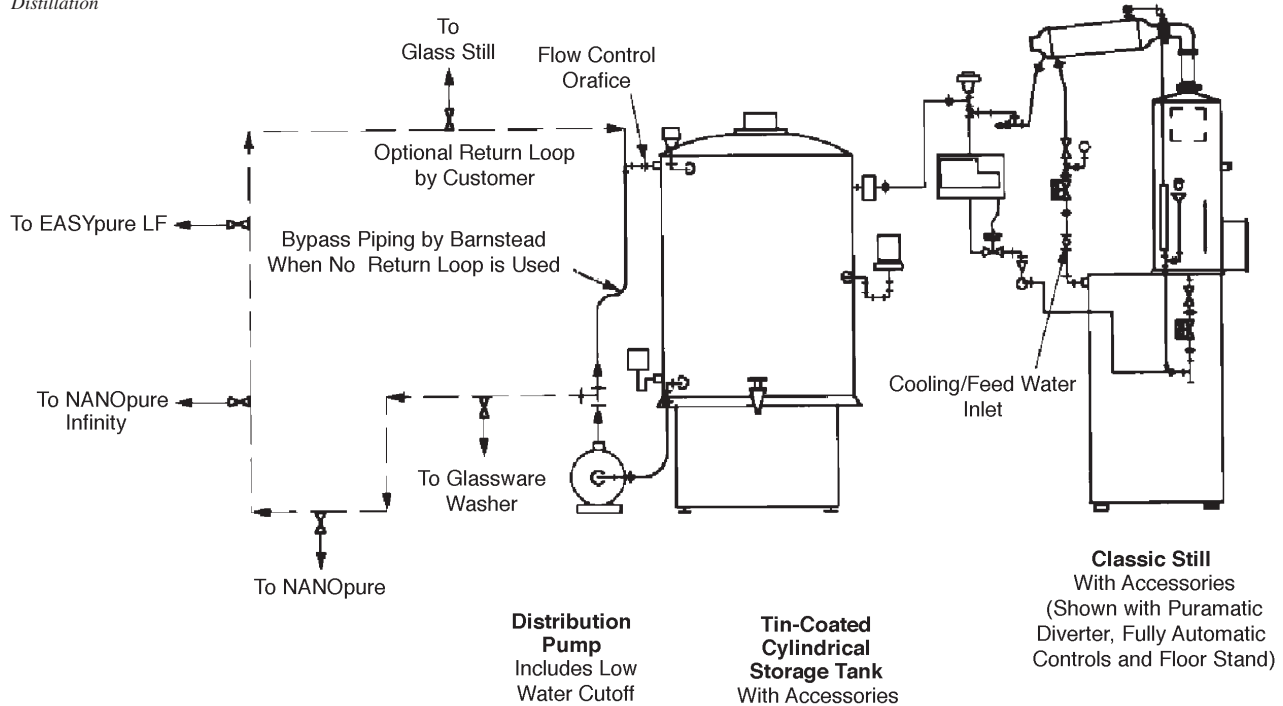 Distillation
To
Glass Still
Flow Control
Orafice
Optional Return Loop
by Customer
To EASYpure LF
Bypass Piping by Barnstead
When No Return Loop is Used
To NANOpure
Infinity
Cooling/Feed Water
Inlet
To Glassware
Washer
To NANOpure
Distribution
Pump
Includes Low
Water Cutoff
Tin-Coated
Cylindrical
Storage Tank
With Accessories
Classic Still
With Accessories
(Shown with Puramatic
Diverter, Fully Automatic
Controls and Floor Stand)